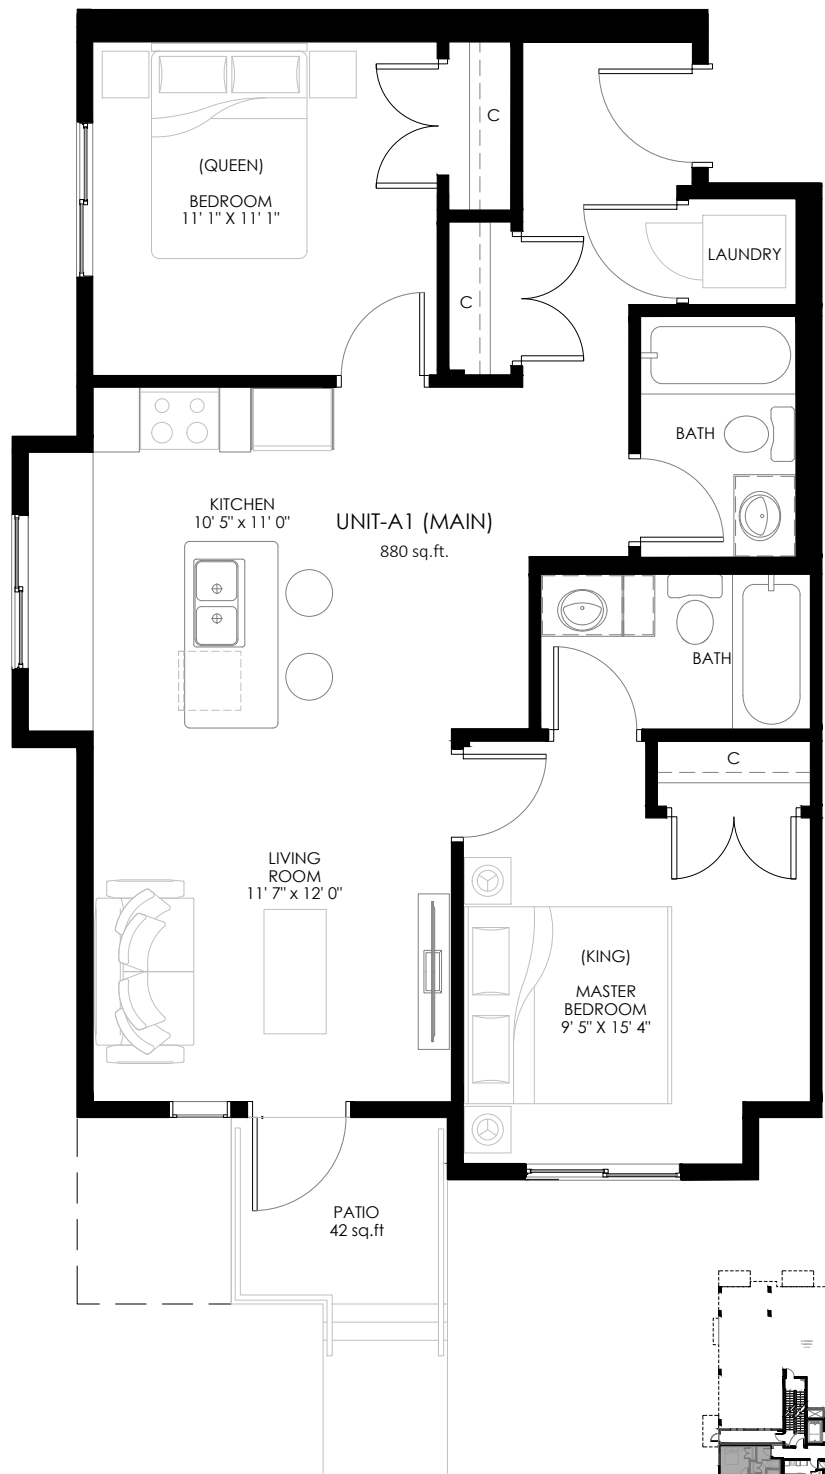 C
(QUEEN)
BEDROOM
11' 1" X 11' 1"
LAUNDRY
C
BATH
KITCHEN
10' 5" x 11' 0"
UNIT-A1 (MAIN)
880 sq.ft.
BATH
C
LIVING
ROOM
11' 7" x 12' 0"
(KING)
MASTER
BEDROOM
9' 5" X 15' 4"
PATIO
42 sq.ft